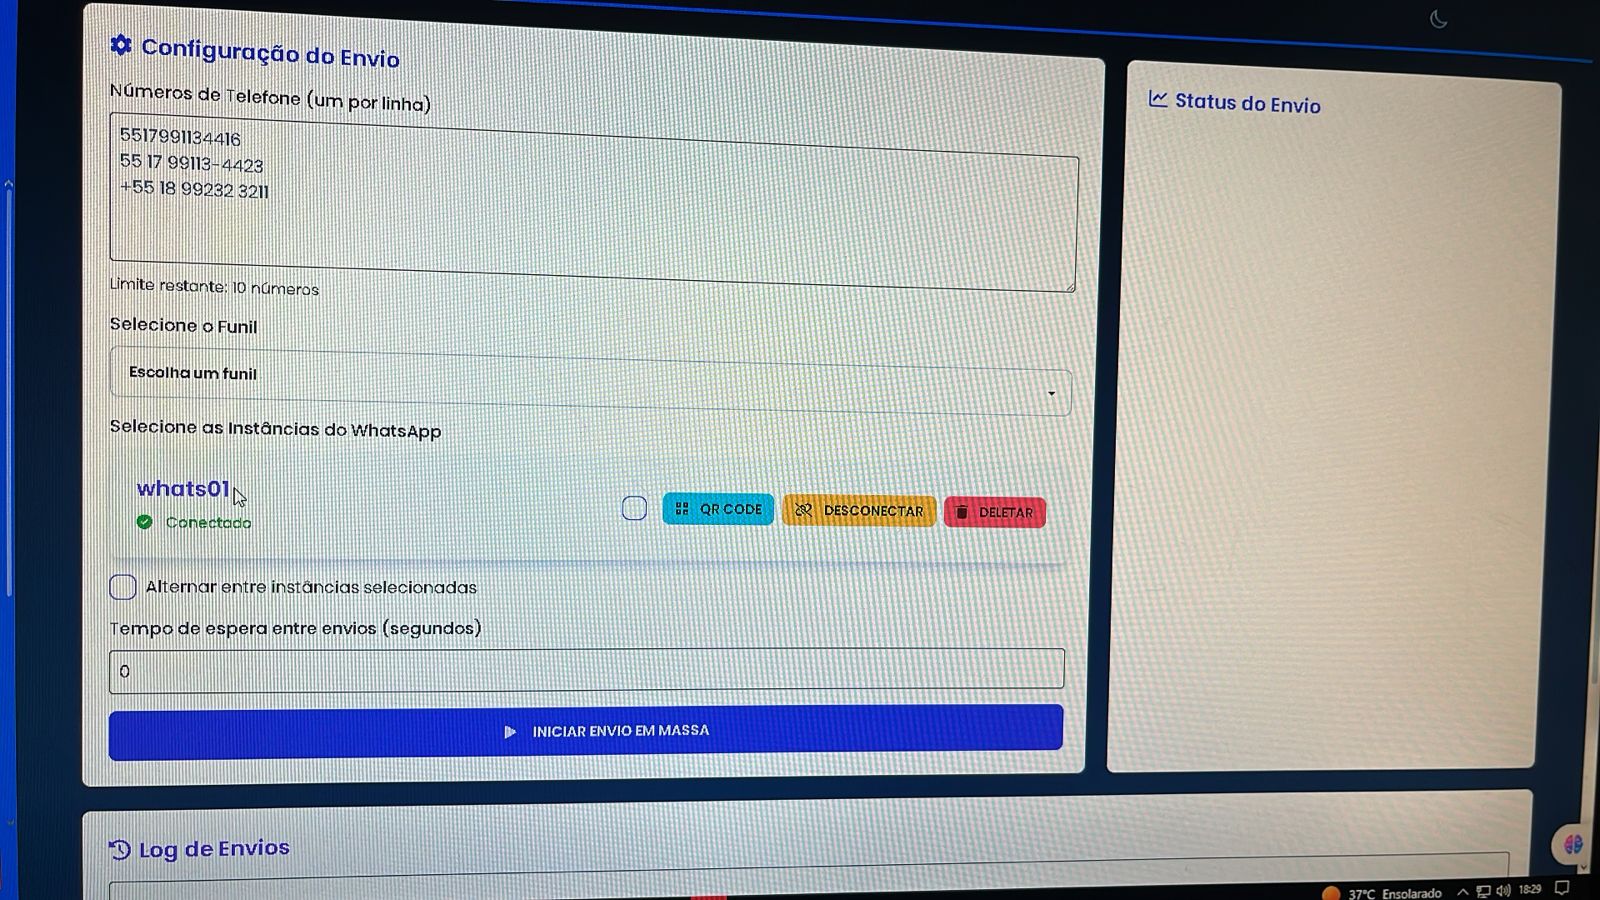 Configuração do Envio
Números de Telefone (um por linha)
5517991134416
55 17 99113-4423
+55 18 99232 3211
Limite restante: 10 números
Selecione o Funil
Escolha um funil
Selecione as Instâncias do WhatsApp
whats01
Conectado
QR CODE
DESCONECTAR
DELETAR
Alternar entre instâncias selecionadas
Tempo de espera entre envios (segundos)
0
INICIAR ENVIO EM MASSA
Status do Envio
Log de Envios
37°C Ensolarado
18:29